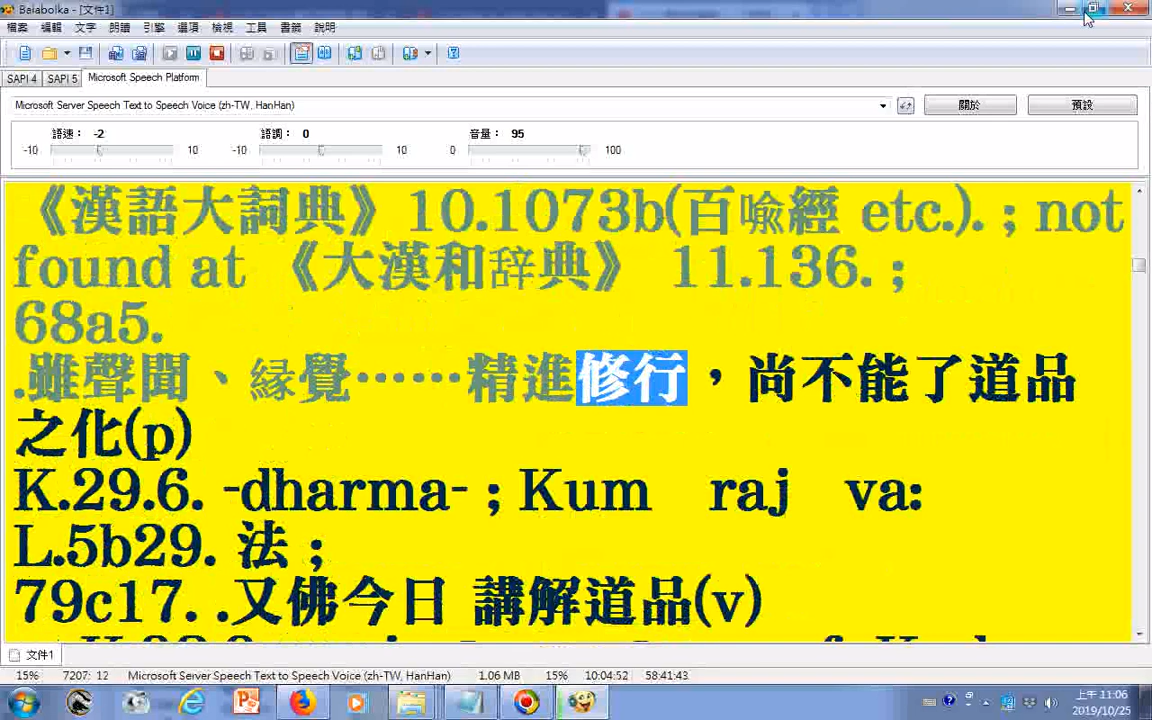 Balabolka - [文件1]
檔案 編輯 文字 朗讀 引擎 選項 檢視 工具 書籤 說明
SAPI 4 SAPI 5 Microsoft Speech Platform
Microsoft Server Speech Text to Speech Voice (zh-TW, HanHan) 關於 預設
語速： -2 語調： 0 音量： 95
-10 10 -10 10 0 100
《漢語大詞典》 10.1073b(百喩經 etc.). ; not
found at 《大漢和辞典》 11.136. ;
68a5.
.雖聲聞、縁覺……精進修行，尚不能了道品
之化(p)
K.29.6. -dharma- ; Kum raj va:
L.5b29. 法 ;
79c17. .又佛今日 講解道品(v)
文件1
15% 7207: 12 Microsoft Server Speech Text to Speech Voice (zh-TW, HanHan) 1.06 MB 15% 10:04:52 58:41:43
上午 11:06
2019/10/25